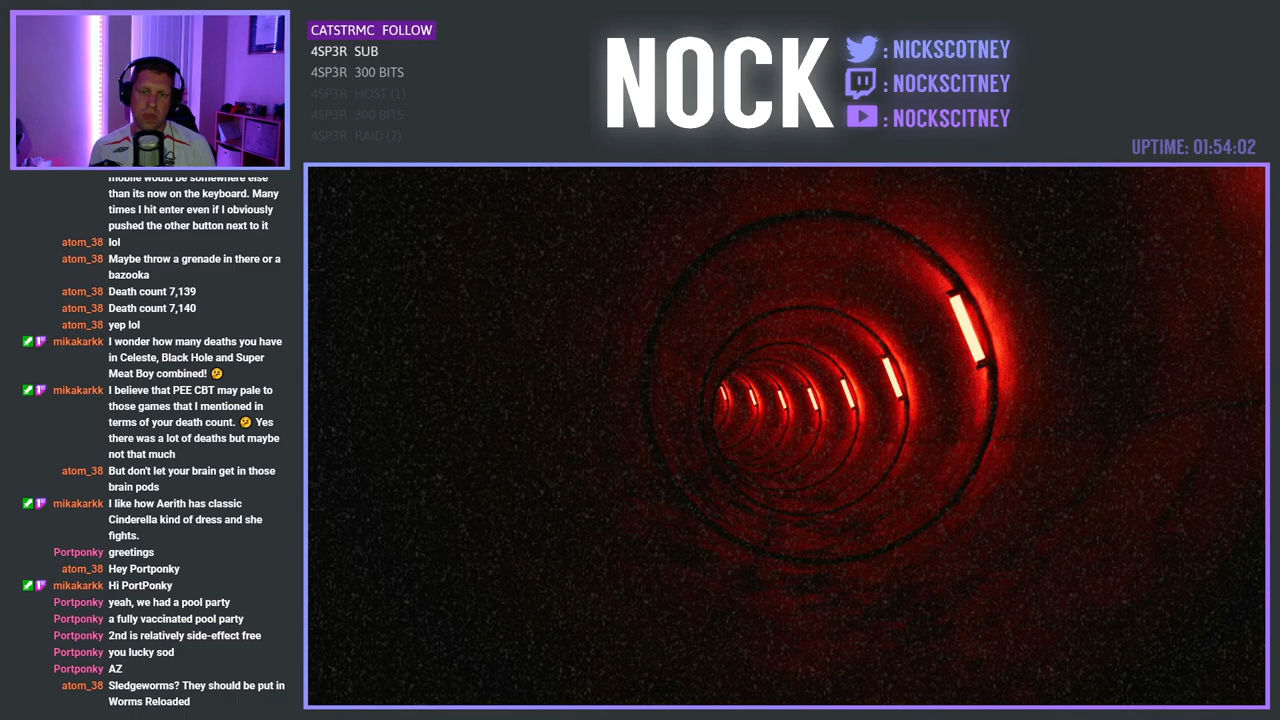 CATSTRMC FOLLOW
4SP3R SUB
4SP3R 300 BITS
4SP3R HOST (1)
4SP3R 300 BITS
4SP3R RAID (2)
NOCK
: NICKSCOTNEY
: NOCKSCITNEY
: NOCKSCITNEY
UPTIME: 01:54:02
mobile would be somewhere else
than its now on the keyboard. Many
times I hit enter even if I obviously
pushed the other button next to it
atom_38 lol
atom_38 Maybe throw a grenade in there or a
bazooka
atom_38 Death count 7,139
atom_38 Death count 7,140
atom_38 yep lol
mikakarkk I wonder how many deaths you have
in Celeste, Black Hole and Super
Meat Boy combined! 🤔
mikakarkk I believe that PEE CBT may pale to
those games that I mentioned in
terms of your death count. 🤔 Yes
there was a lot of deaths but maybe
not that much
atom_38 But don't let your brain get in those
brain pods
mikakarkk I like how Aerith has classic
Cinderella kind of dress and she
fights.
Portponky greetings
atom_38 Hey Portponky
mikakarkk Hi PortPonky
Portponky yeah, we had a pool party
Portponky a fully vaccinated pool party
Portponky 2nd is relatively side-effect free
Portponky you lucky sod
Portponky AZ
atom_38 Sledgeworms? They should be put in
Worms Reloaded